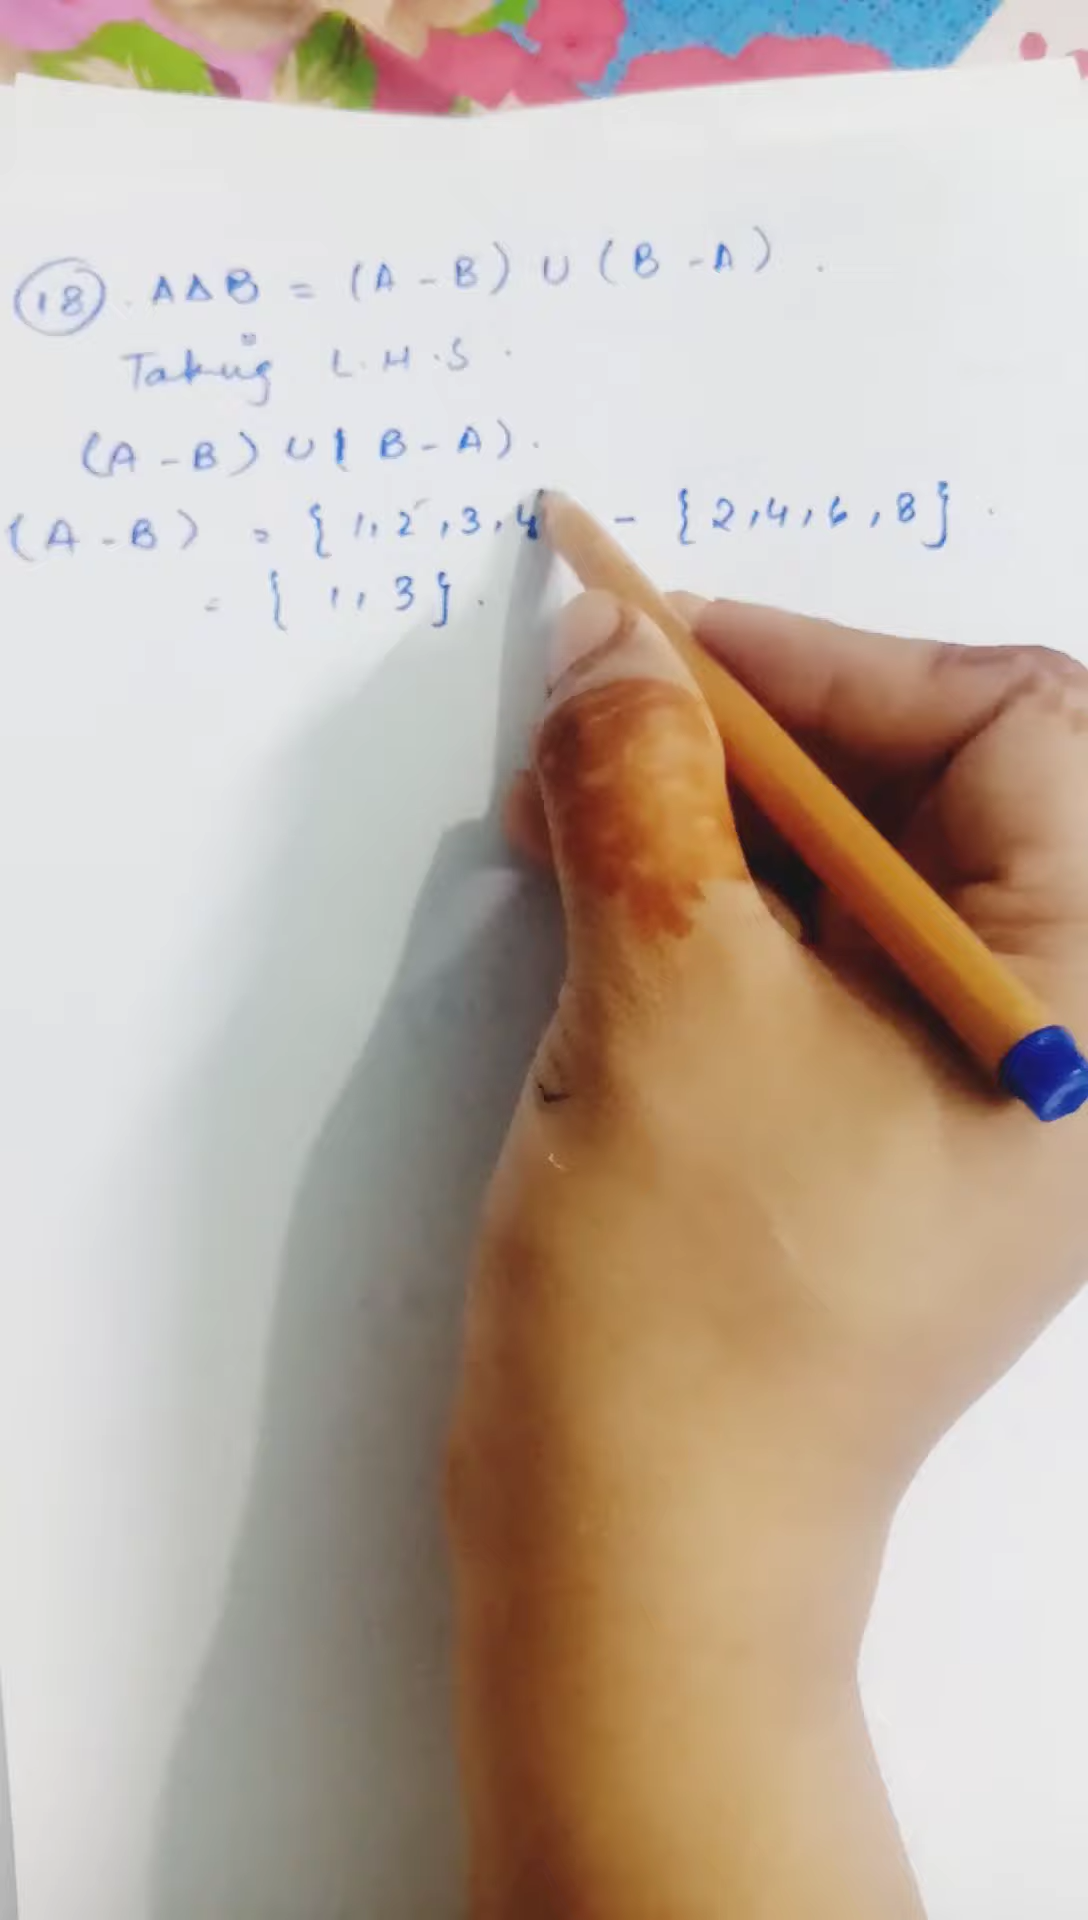 (18). A Δ B = (A - B) ∪ (B - A).
Taking L.H.S.
(A - B) ∪ ( B - A).
(A - B) = { 1, 2, 3, 4 - { 2, 4, 6, 8 }.
= { 1, 3 }.